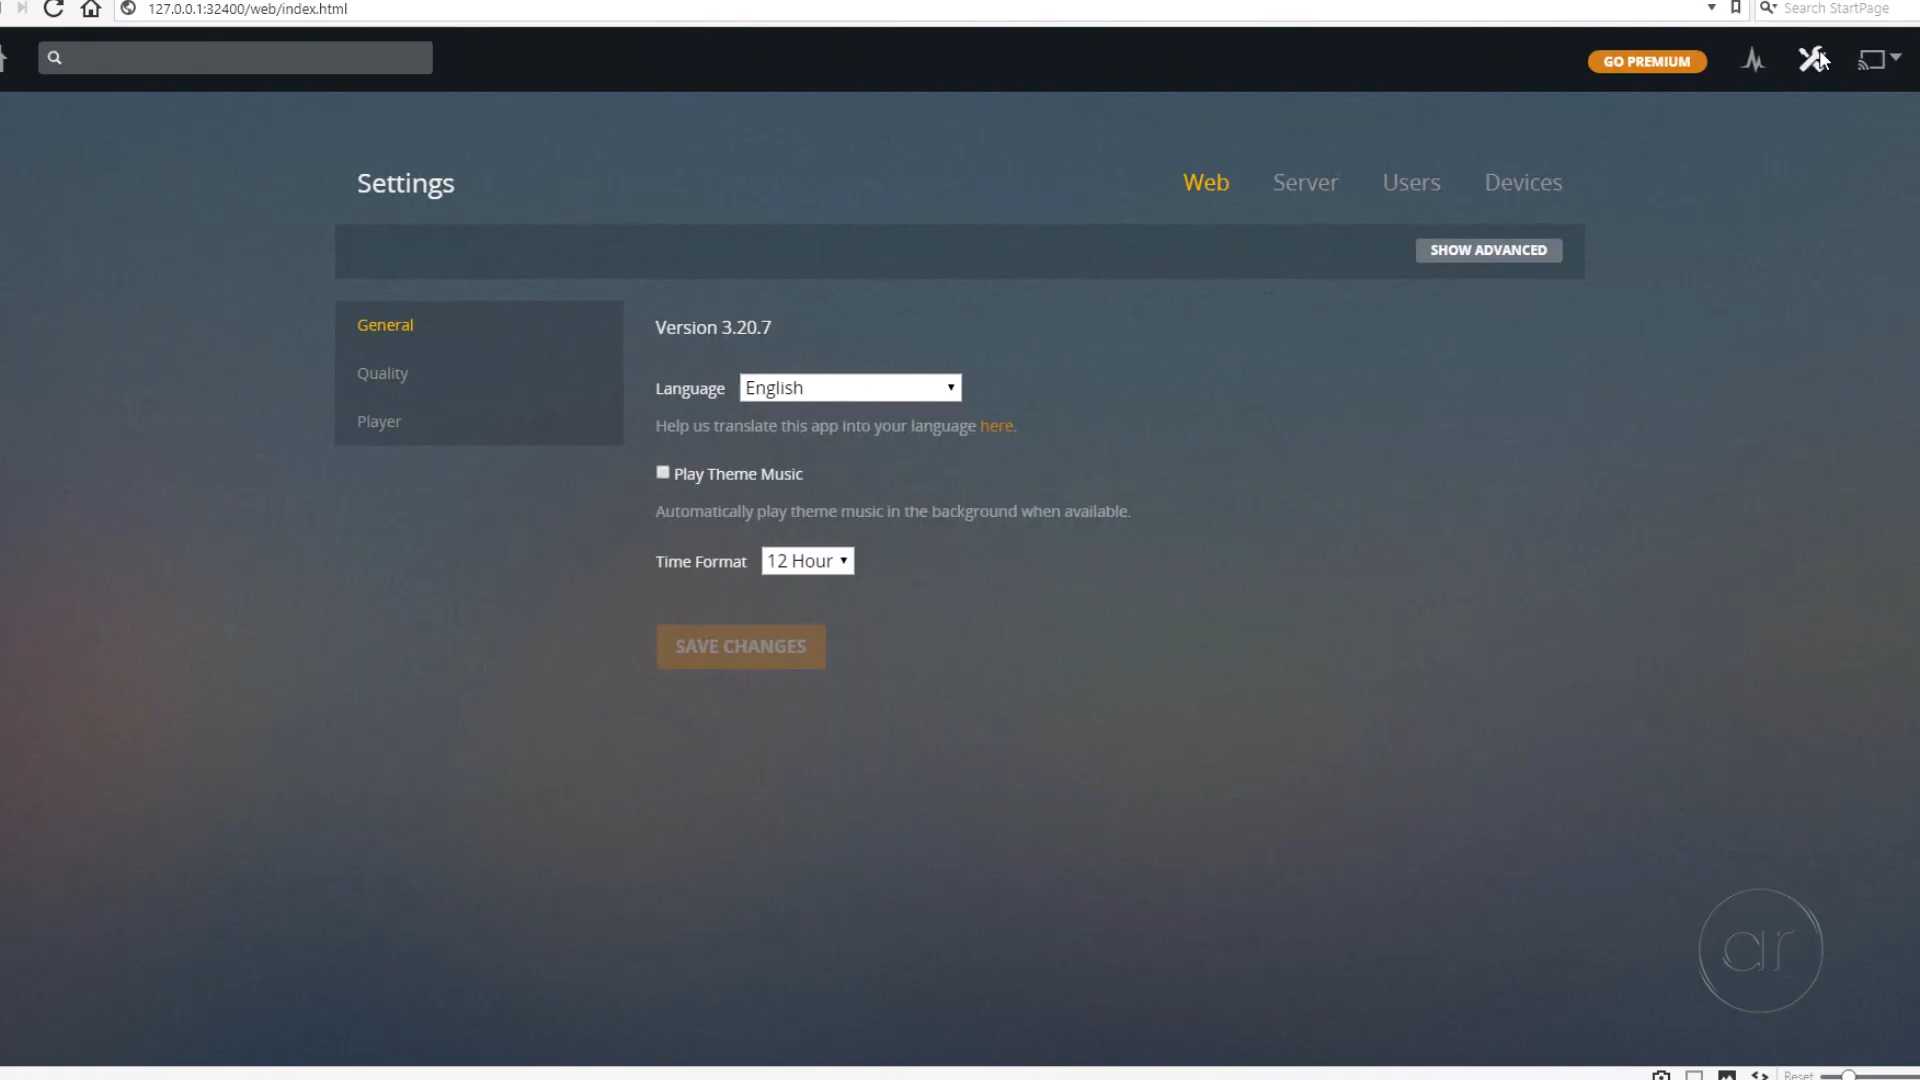 127.0.0.1:32400/web/index.html
Search StartPage
GO PREMIUM
Settings
Web
Server
Users
Devices
SHOW ADVANCED
General
Quality
Player
Version 3.20.7
Language
English
Help us translate this app into your language here.
Play Theme Music
Automatically play theme music in the background when available.
Time Format
12 Hour
SAVE CHANGES
ar
Reset